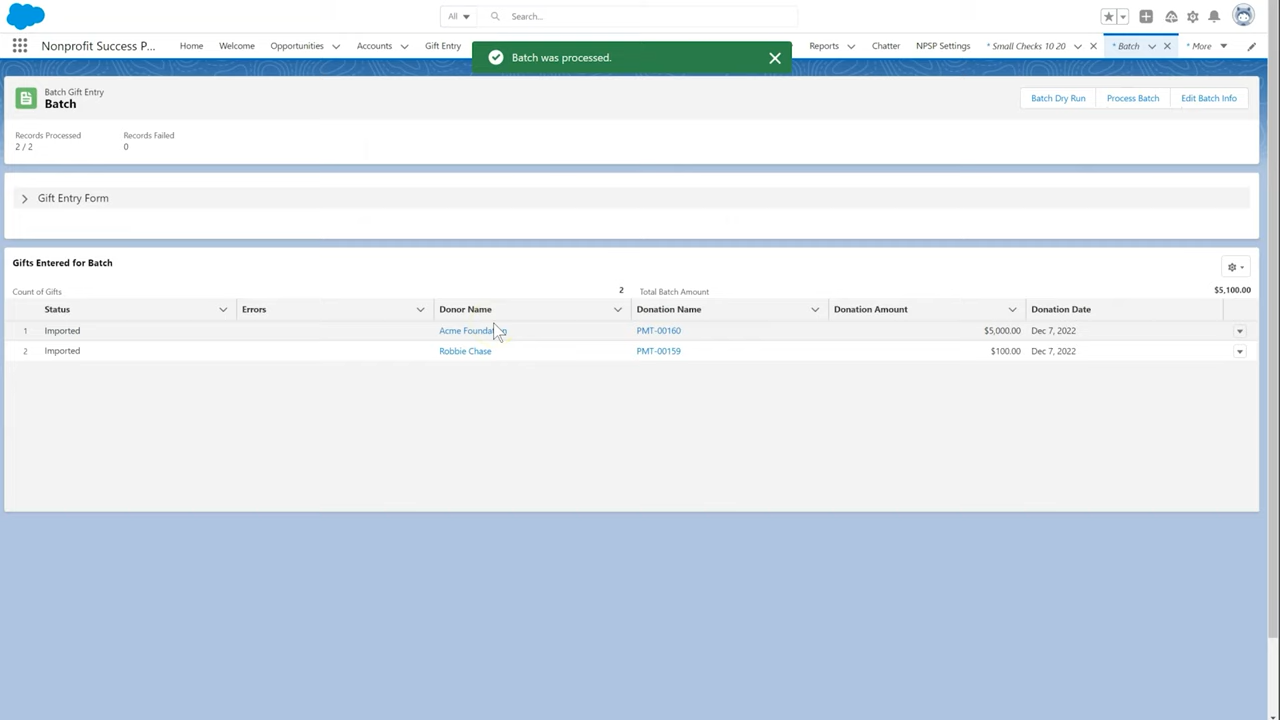 All
Search...
Nonprofit Success P...
Home
Welcome
Opportunities
Accounts
Gift Entry
Reports
Chatter
NPSP Settings
* Small Checks 10 20
* Batch
* More
Batch was processed.
Batch Gift Entry
Batch
Batch Dry Run
Process Batch
Edit Batch Info
Records Processed
2 / 2
Records Failed
0
Gift Entry Form
Gifts Entered for Batch
Count of Gifts 2 Total Batch Amount $5,100.00
Status Errors Donor Name Donation Name Donation Amount Donation Date
1 Imported Acme Foundation PMT-00160 $5,000.00 Dec 7, 2022
2 Imported Robbie Chase PMT-00159 $100.00 Dec 7, 2022